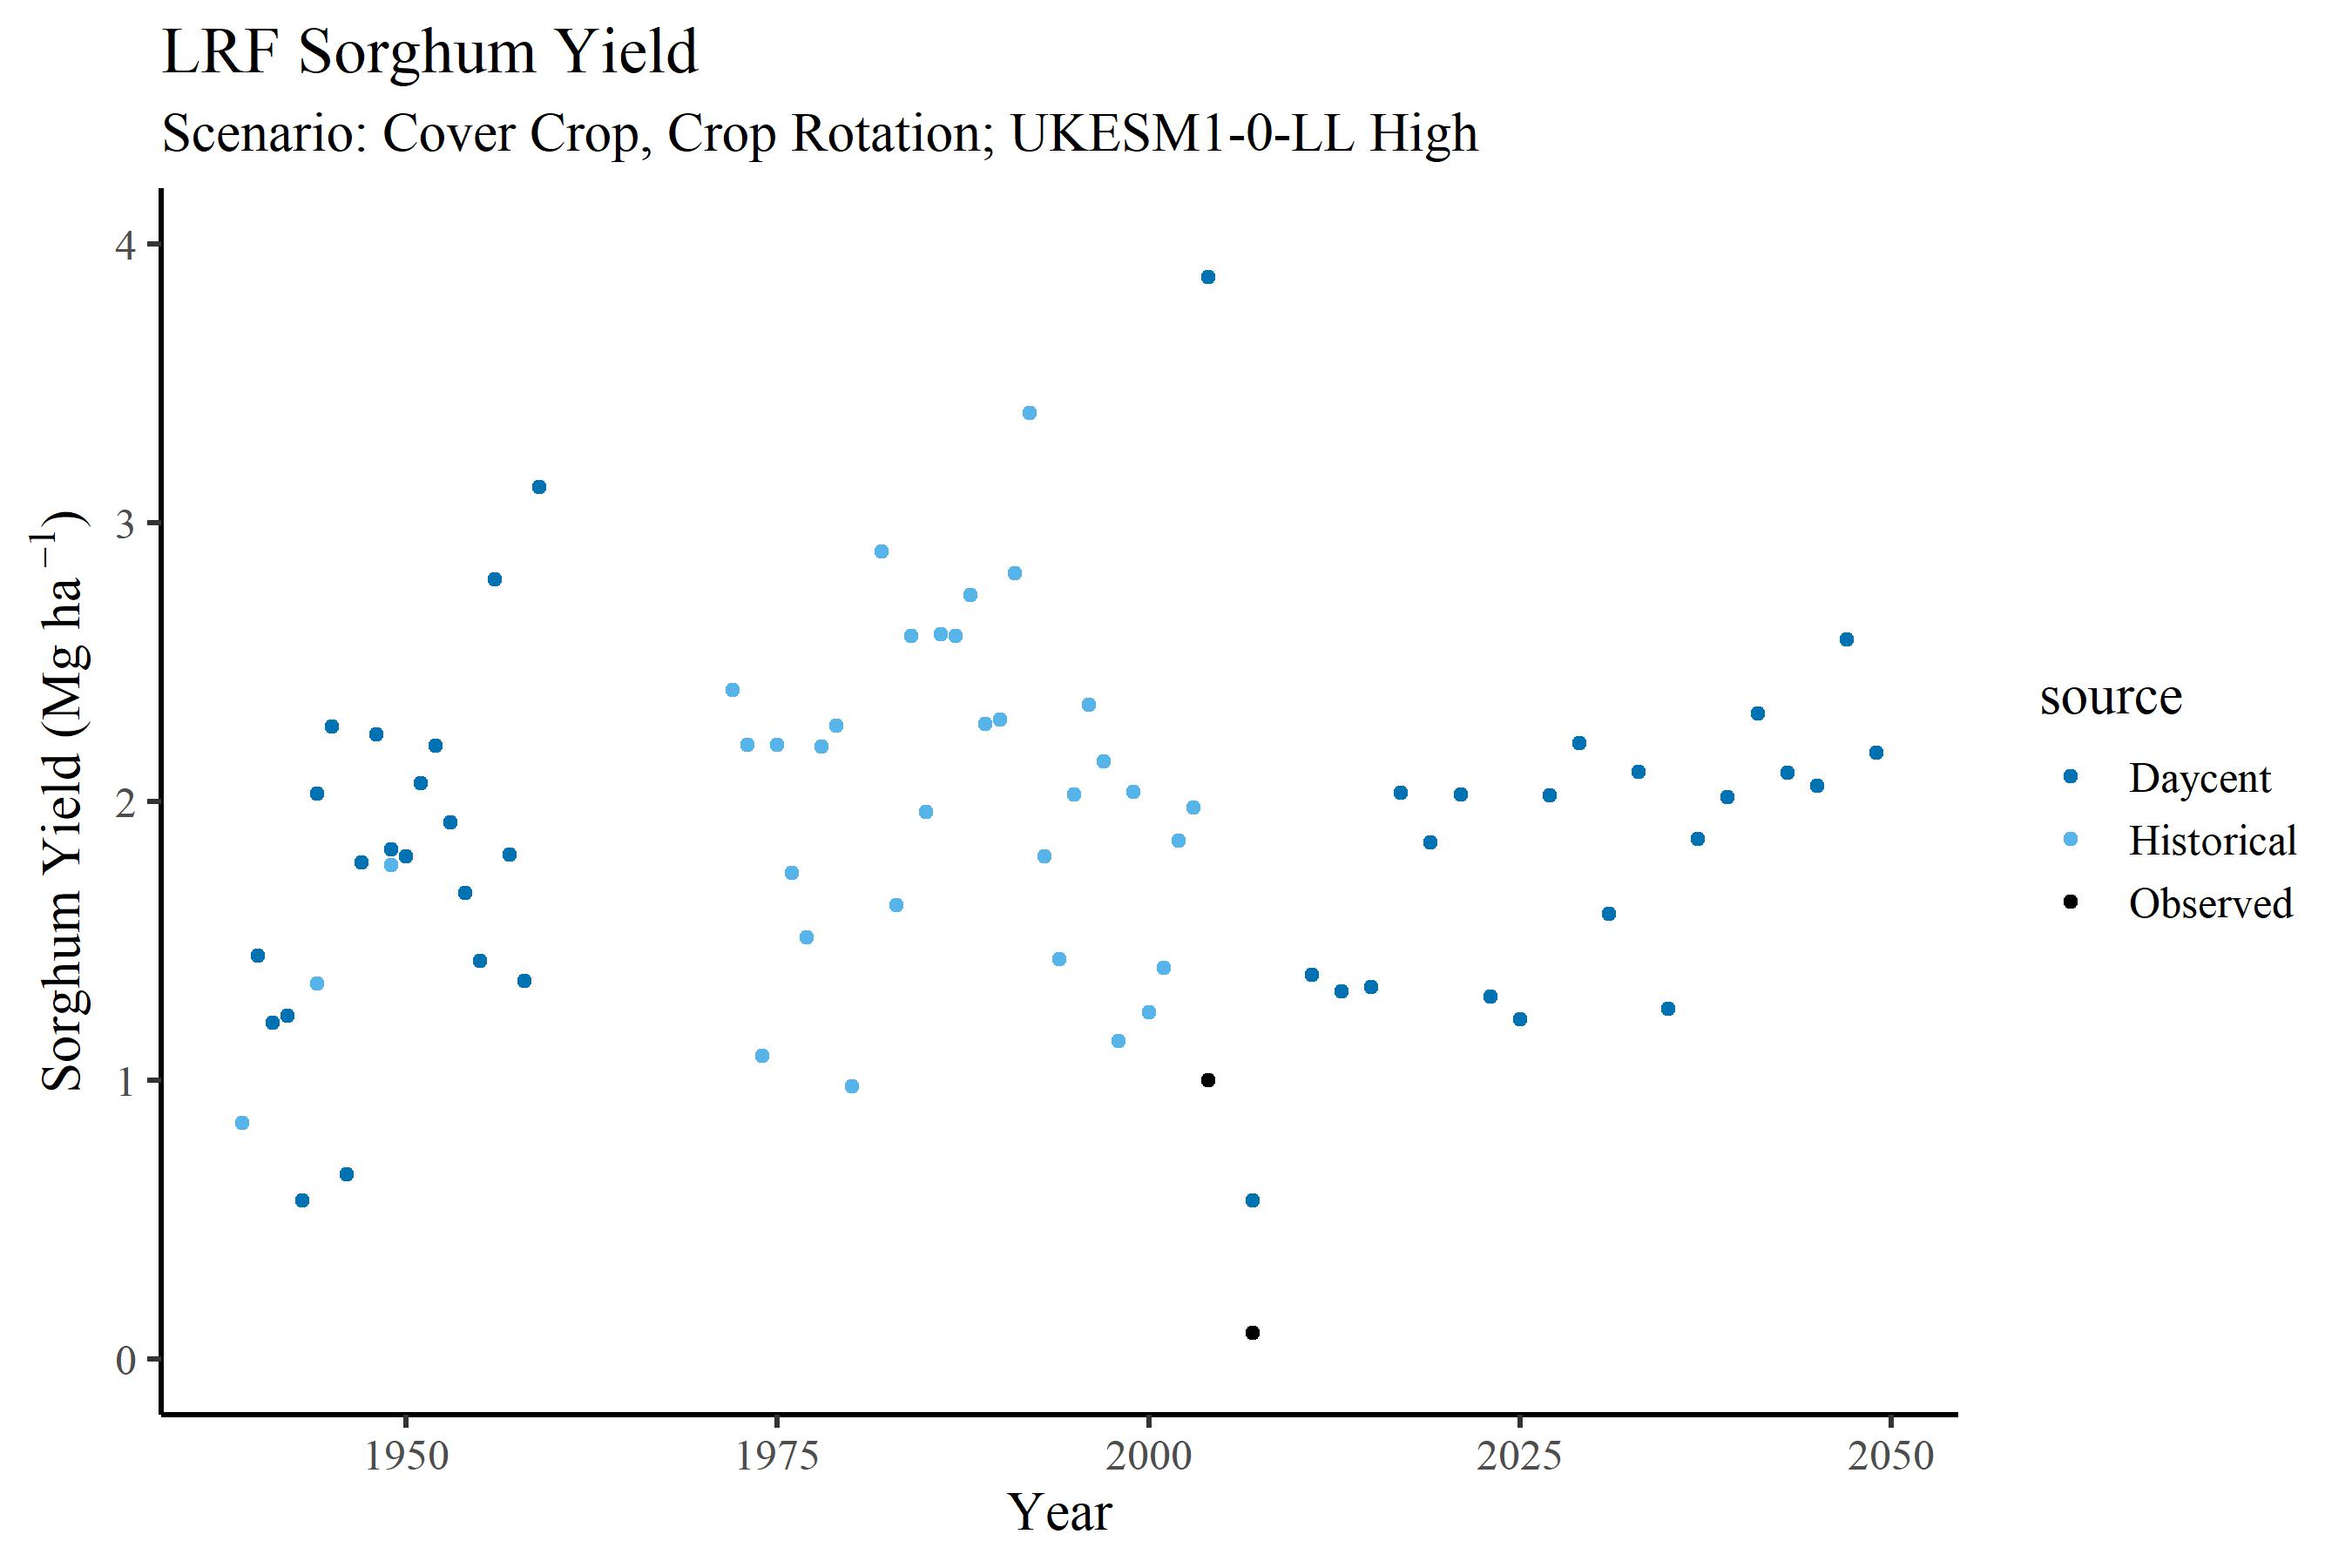 LRF Sorghum Yield
Scenario: Cover Crop, Crop Rotation; UKESM1-0-LL High
Sorghum Yield (Mg ha⁻¹)
4
3
2
1
0
1950 1975 2000 2025 2050
Year
source
Daycent
Historical
Observed